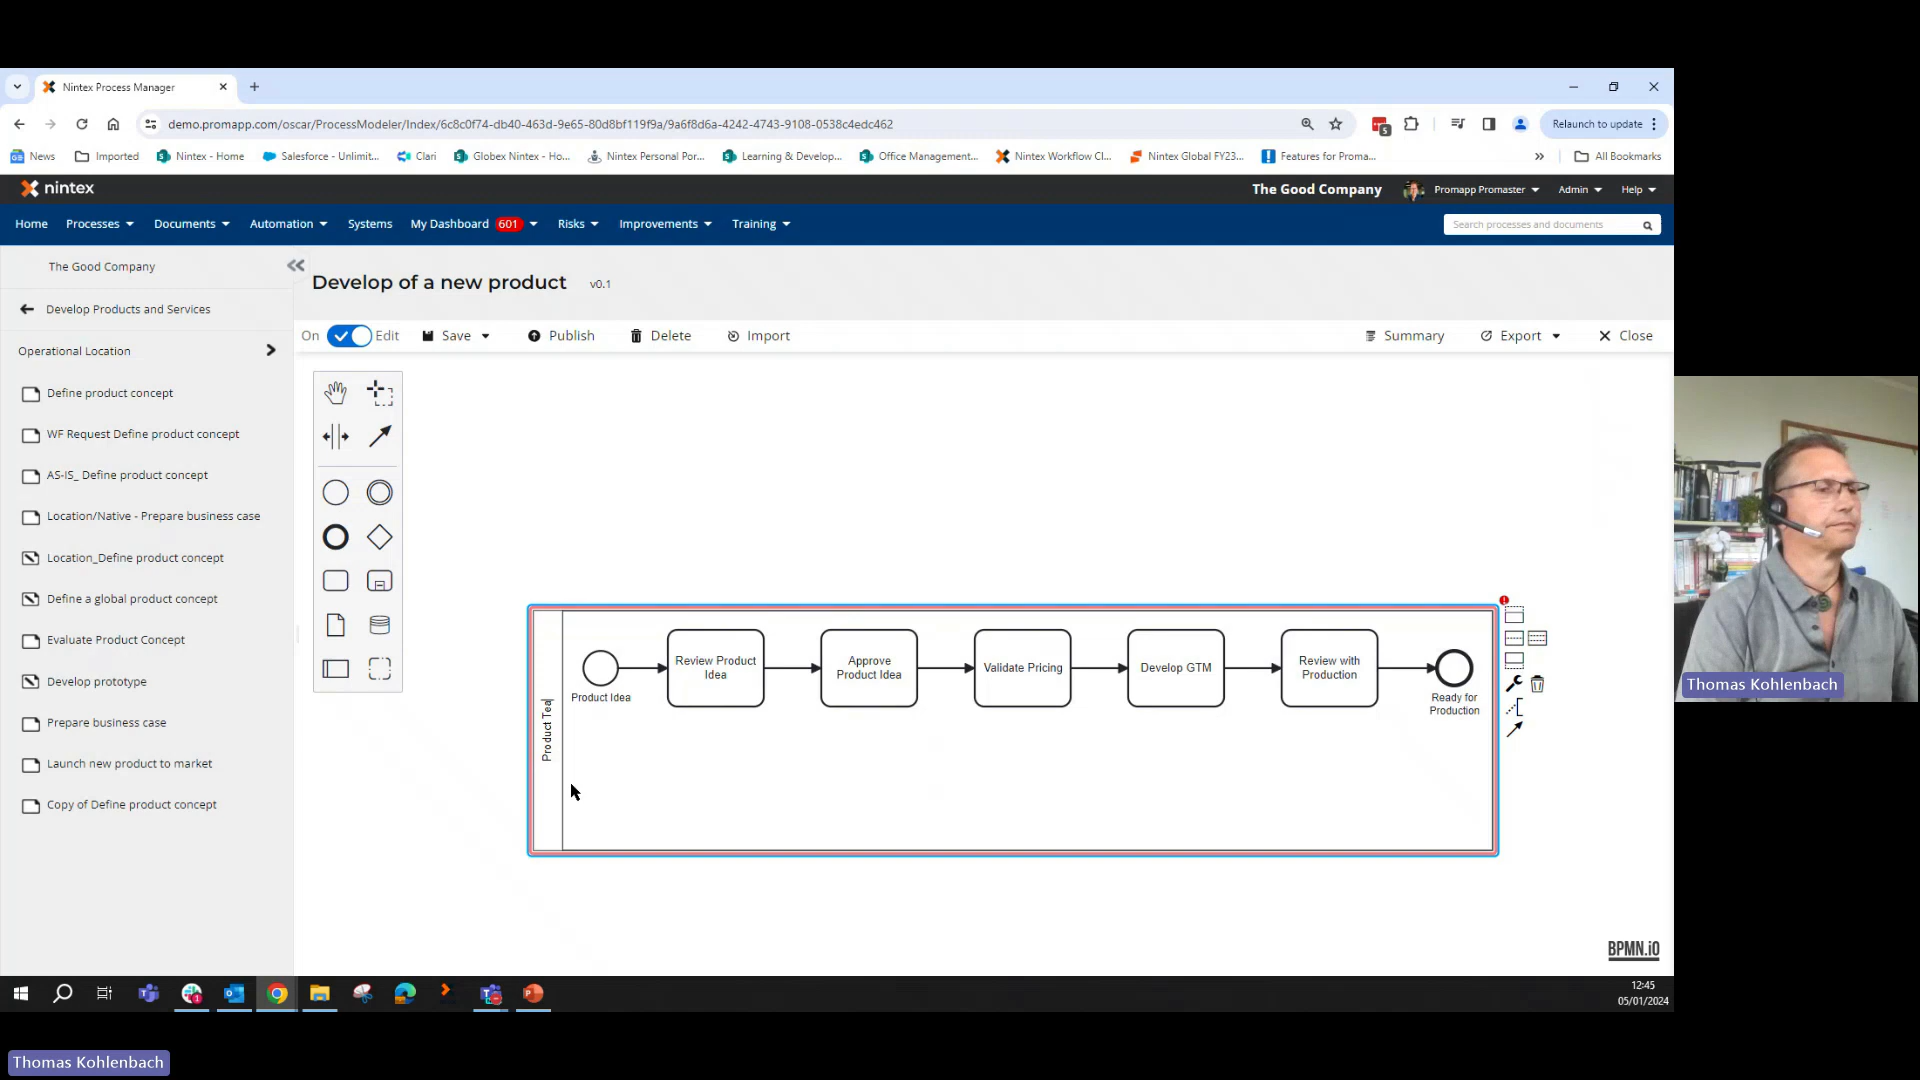 Nintex Process Manager
demo.promapp.com/oscar/ProcessModeler/Index/6c8c0f74-db40-463d-9e65-80d8bf119f9a/9a6f8d6a-4242-4743-9108-0538c4edc462
5
Relaunch to update
News
Imported
Nintex - Home
Salesforce - Unlimit...
Clari
Globex Nintex - Ho...
Nintex Personal Por...
Learning & Develop...
Office Management...
Nintex Workflow Cl...
Nintex Global FY23...
Features for Proma...
All Bookmarks
nintex
The Good Company
Promapp Promaster
Admin
Help
Home
Processes
Documents
Automation
Systems
My Dashboard 601
Risks
Improvements
Training
Search processes and documents
The Good Company
Develop Products and Services
Operational Location
Define product concept
WF Request Define product concept
AS-IS_ Define product concept
Location/Native - Prepare business case
Location_Define product concept
Define a global product concept
Evaluate Product Concept
Develop prototype
Prepare business case
Launch new product to market
Copy of Define product concept
Develop of a new product v0.1
On
Edit
Save
Publish
Delete
Import
Summary
Export
Close
Product Tea
Product Idea
Review Product
Idea
Approve
Product Idea
Validate Pricing
Develop GTM
Review with
Production
Ready for
Production
BPMN.iO
12:45
05/01/2024
Thomas Kohlenbach
Thomas Kohlenbach